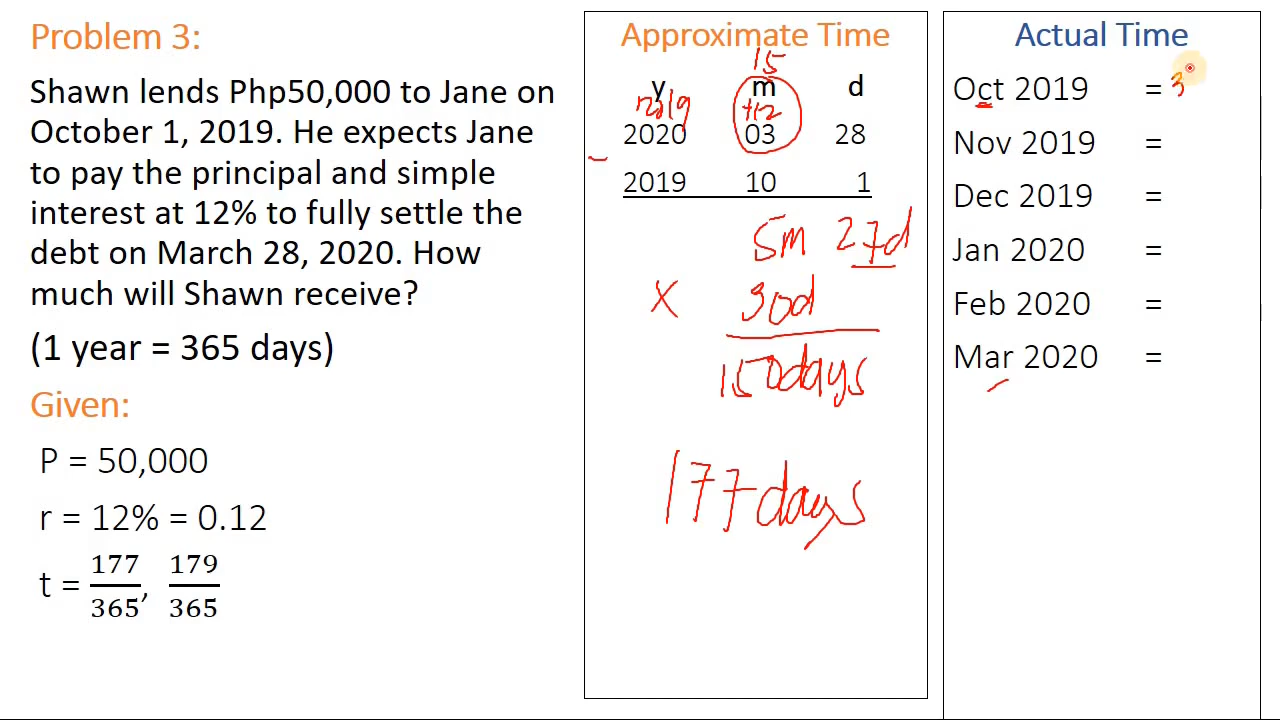 Problem 3:
Shawn lends Php50,000 to Jane on
October 1, 2019. He expects Jane
to pay the principal and simple
interest at 12% to fully settle the
debt on March 28, 2020. How
much will Shawn receive?
(1 year = 365 days)
Given:
P = 50,000
r = 12% = 0.12
t = 177/365, 179/365
Approximate Time
15
y m d
2019 +12
2020 03 28
-
2019 10 1
5m 27d
x 30d
150days
177days
Actual Time
Oct 2019 = 3
Nov 2019 =
Dec 2019 =
Jan 2020 =
Feb 2020 =
Mar 2020 =